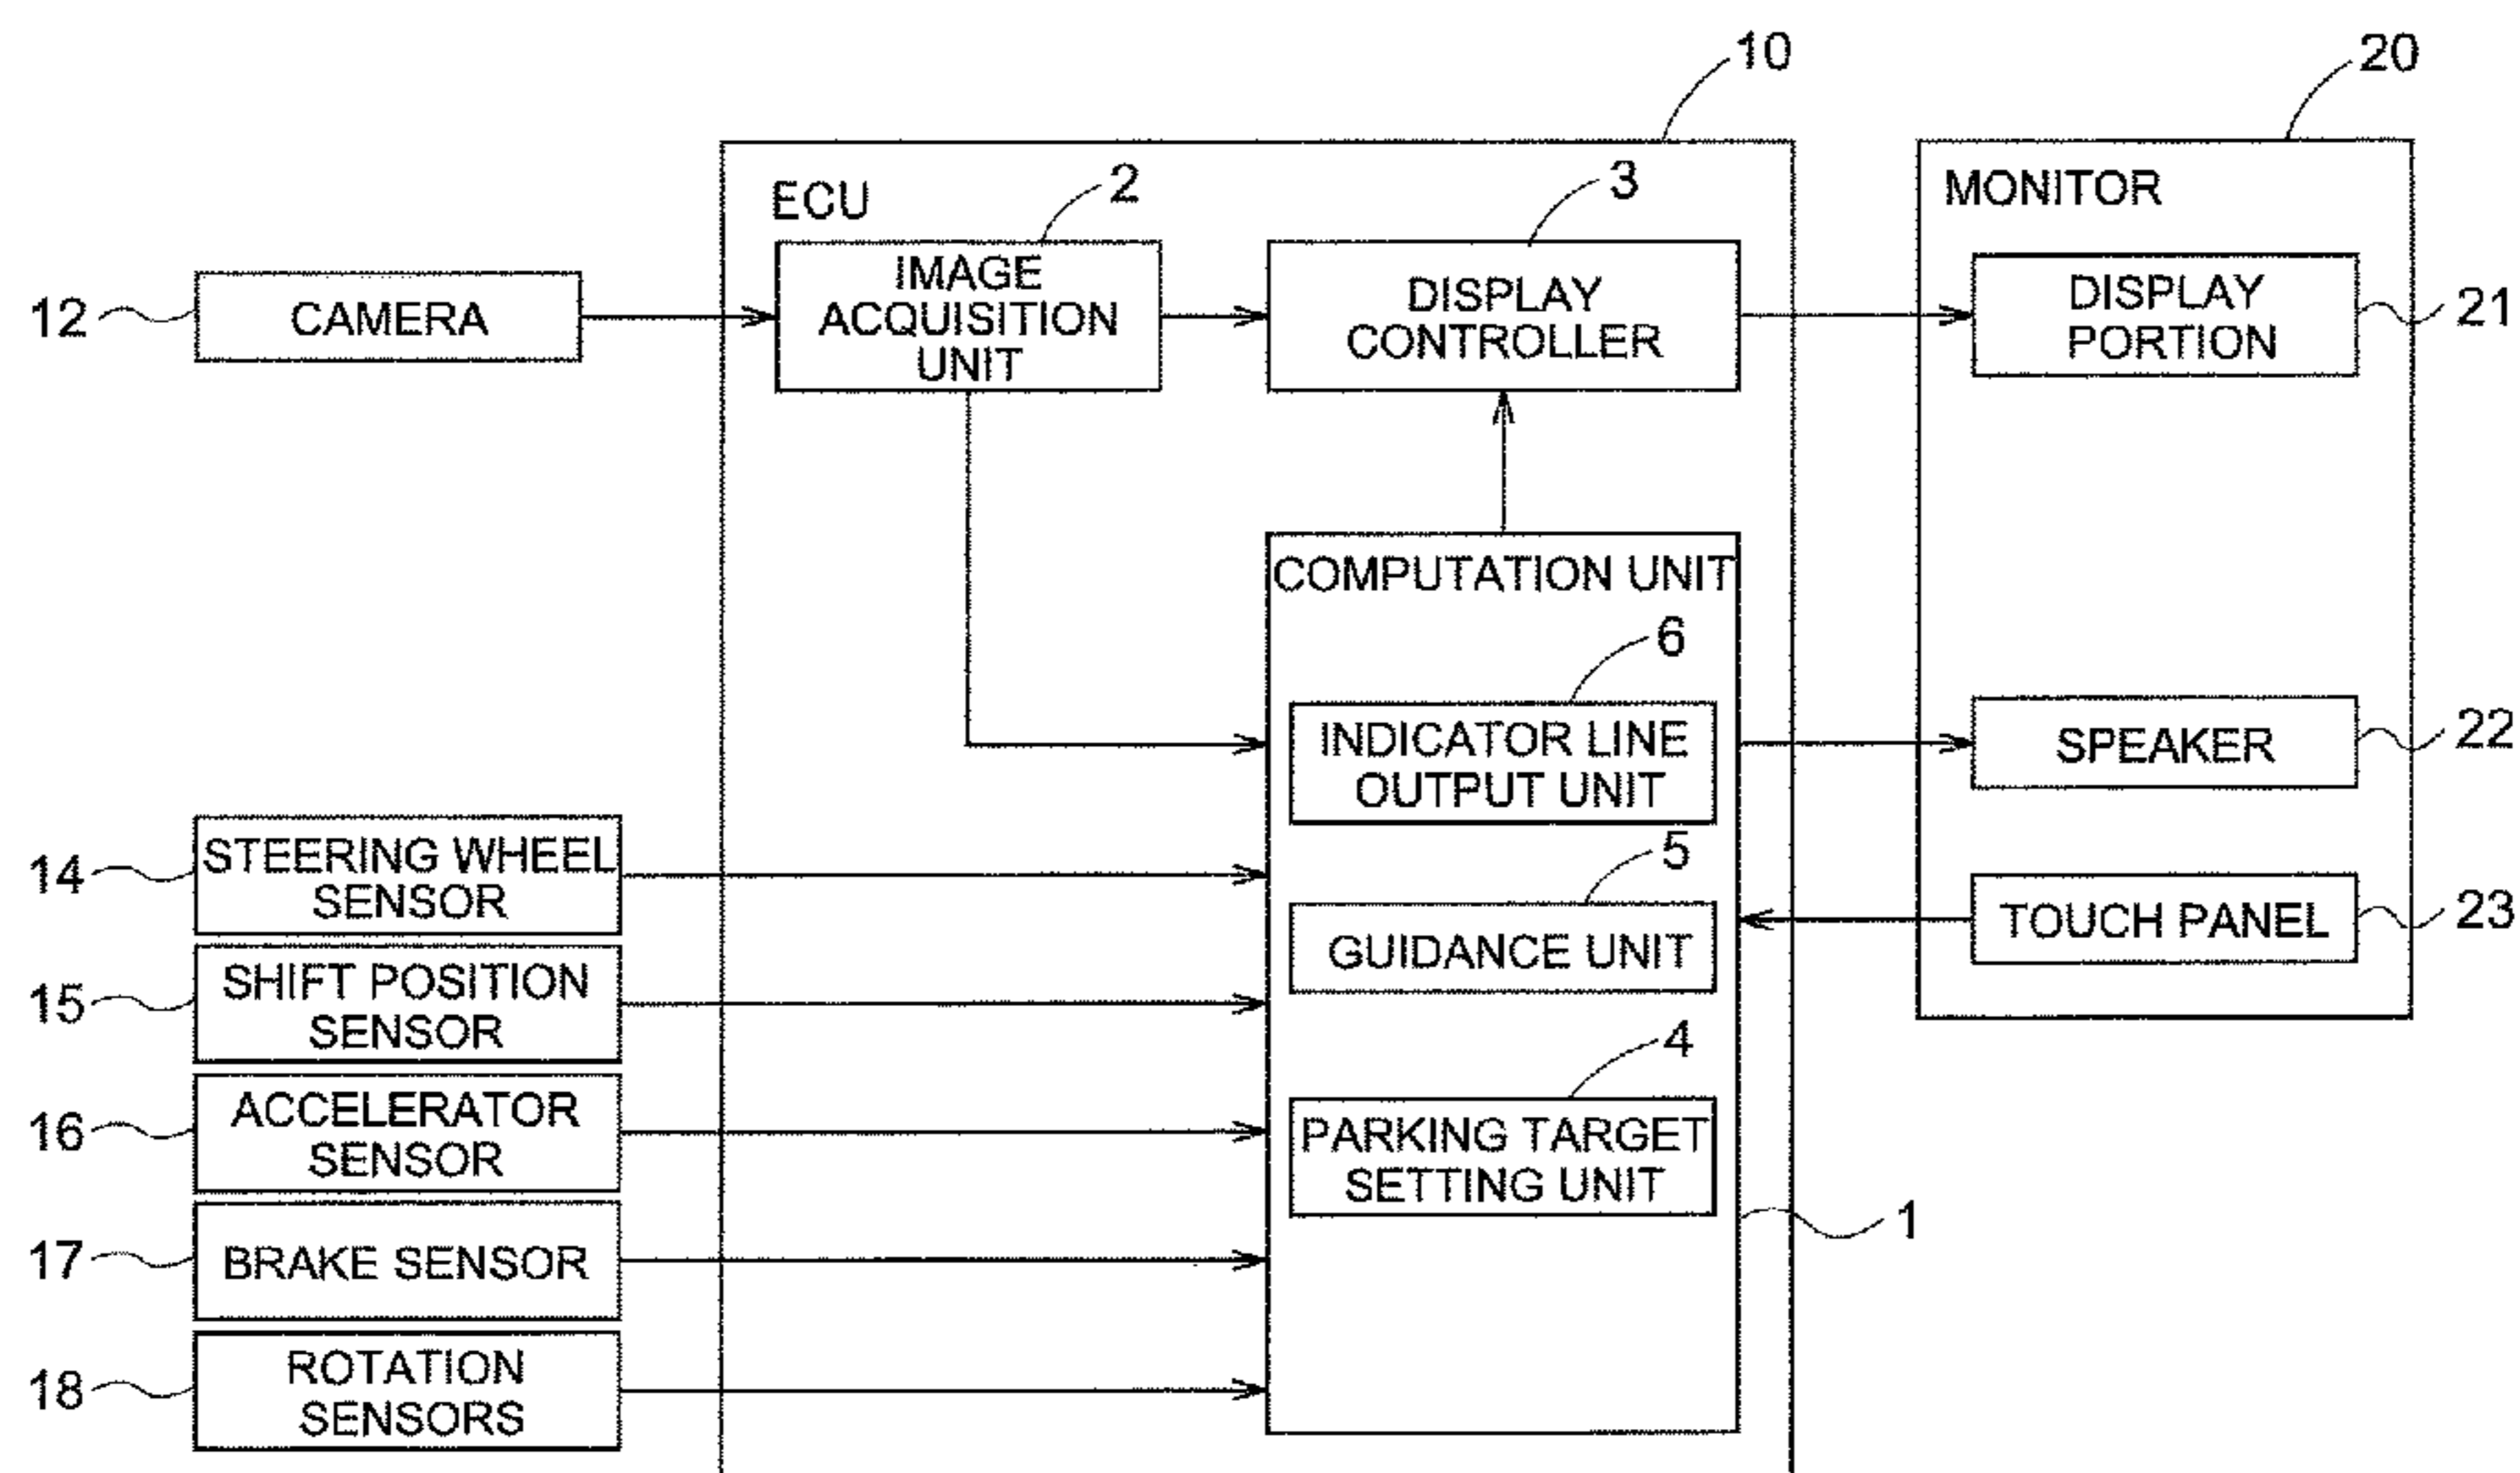 10
20
ECU
2
3
MONITOR
12
CAMERA
IMAGE
ACQUISITION
UNIT
DISPLAY
CONTROLLER
DISPLAY
PORTION
21
COMPUTATION UNIT
6
INDICATOR LINE
OUTPUT UNIT
SPEAKER
22
14
STEERING WHEEL
SENSOR
5
GUIDANCE UNIT
TOUCH PANEL
23
15
SHIFT POSITION
SENSOR
4
16
ACCELERATOR
SENSOR
PARKING TARGET
SETTING UNIT
1
17
BRAKE SENSOR
18
ROTATION
SENSORS